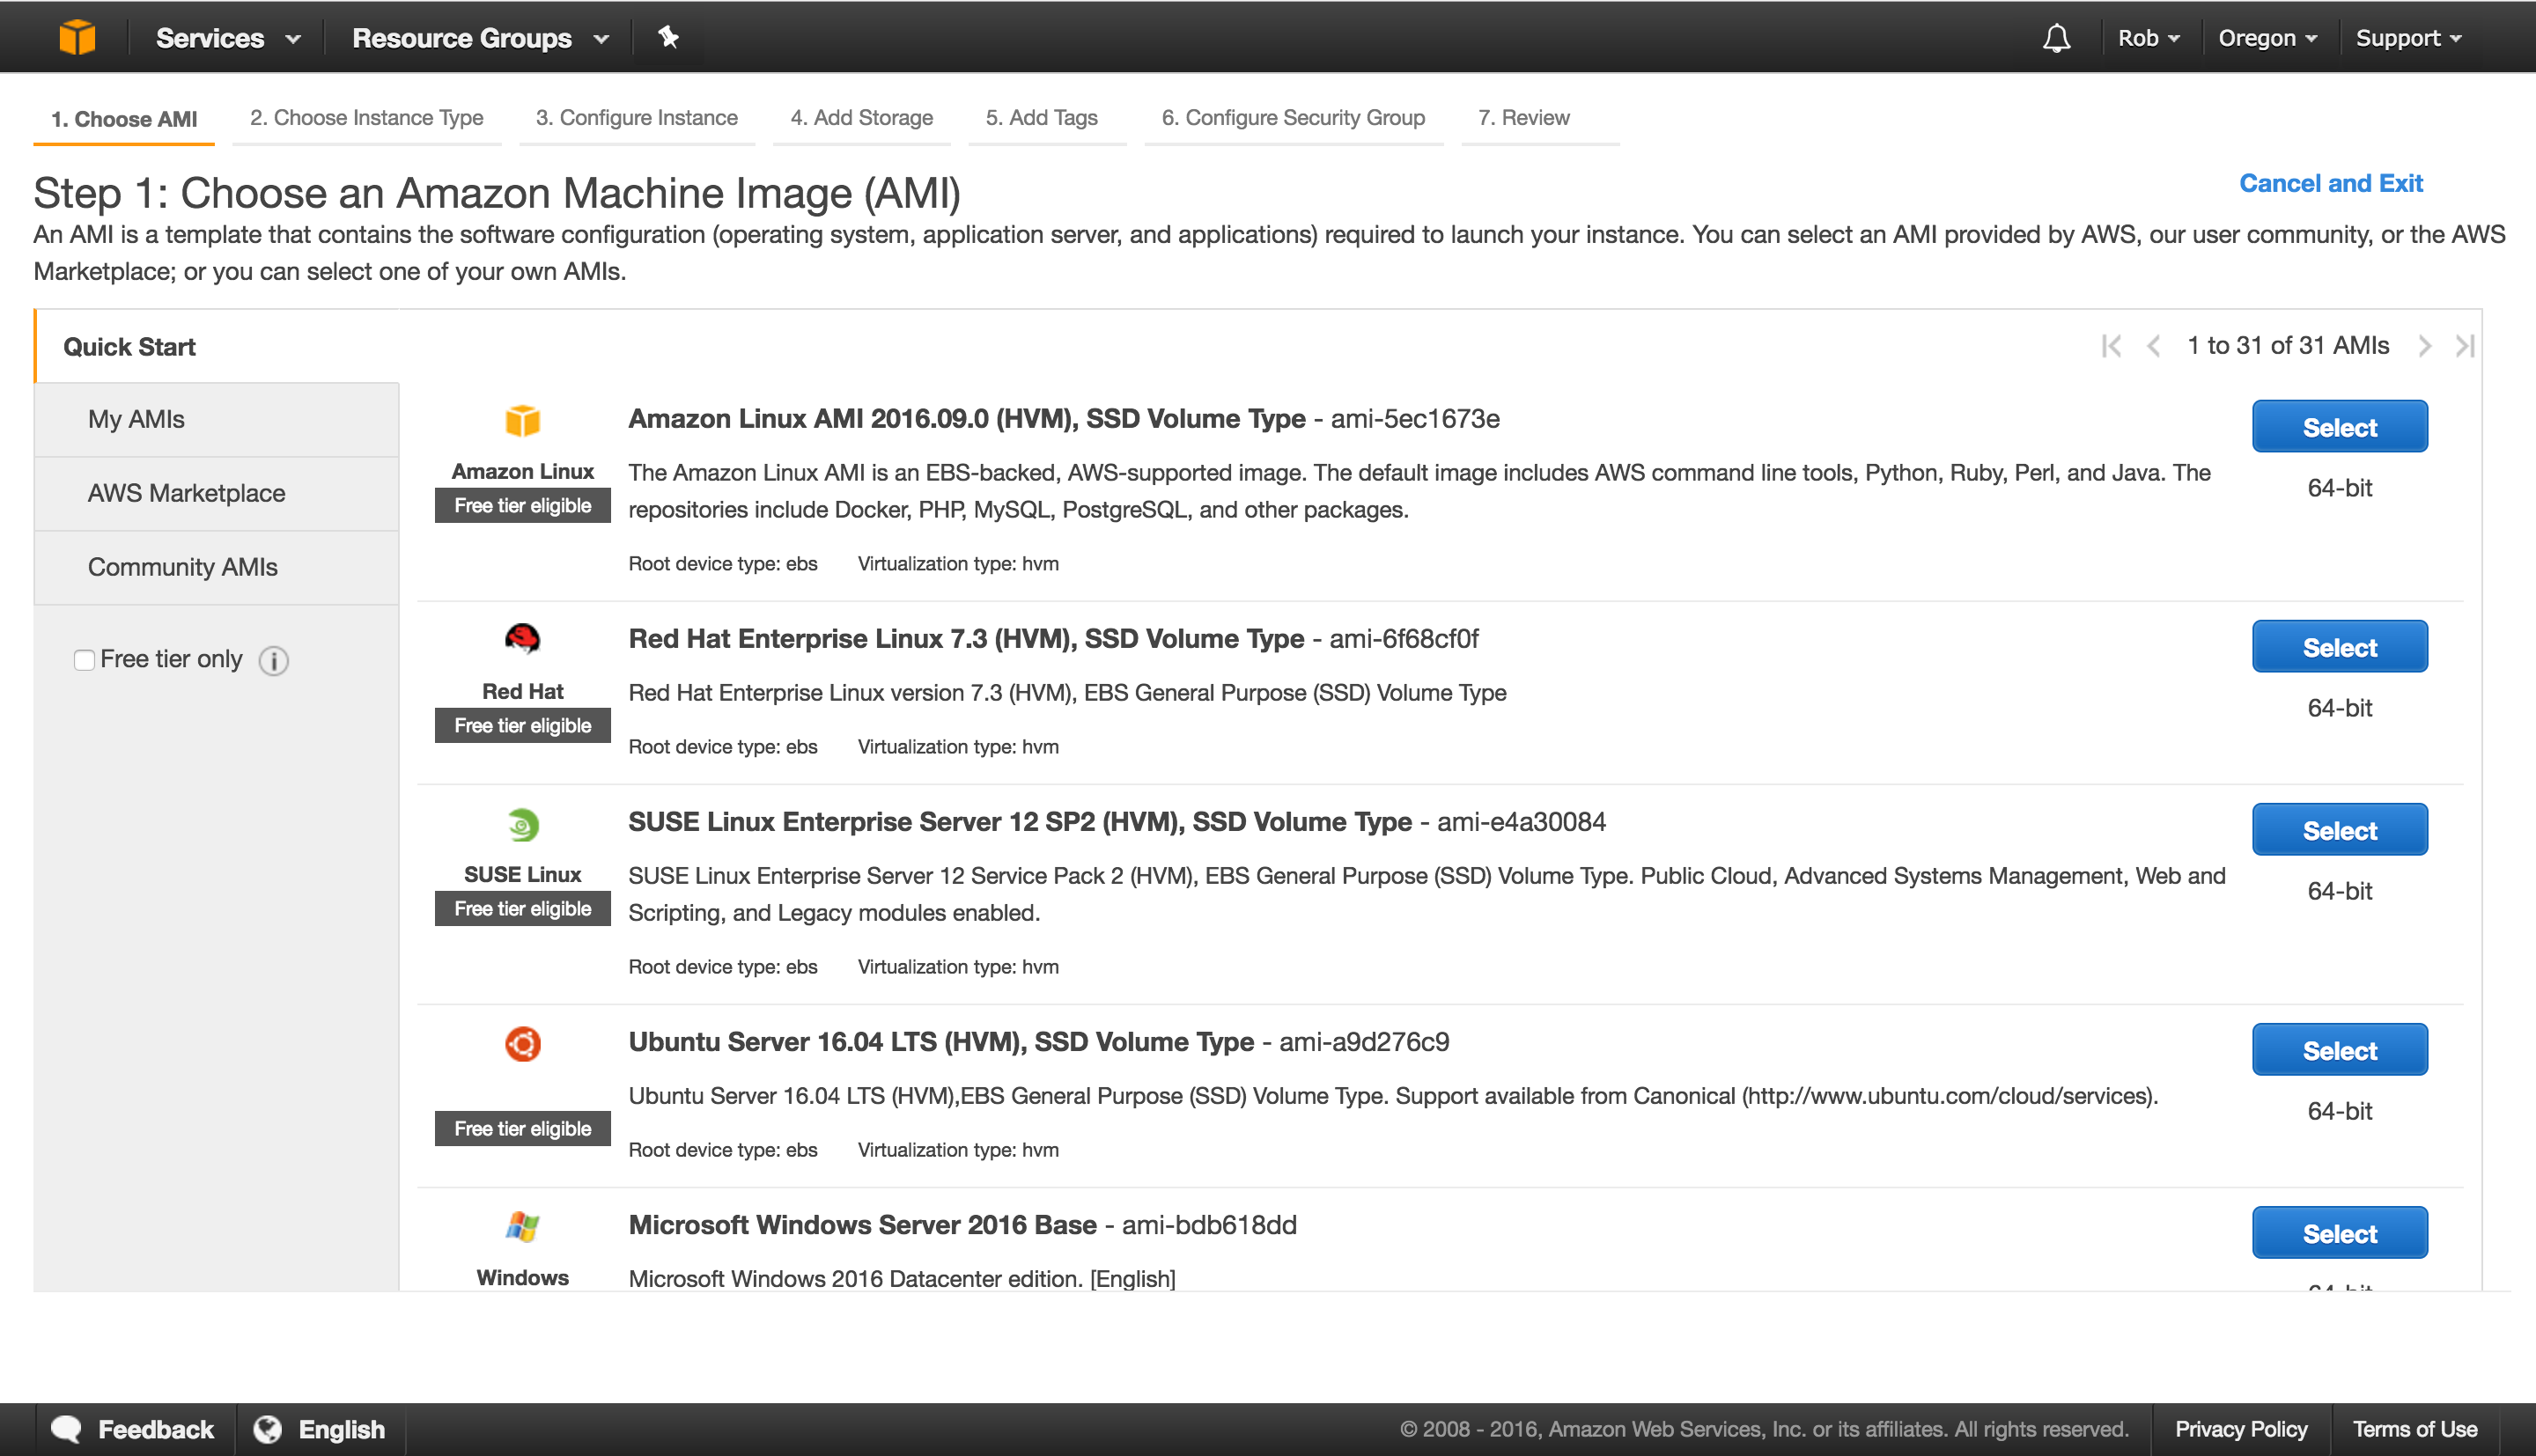 Services
Resource Groups
Rob
Oregon
Support
1. Choose AMI
2. Choose Instance Type
3. Configure Instance
4. Add Storage
5. Add Tags
6. Configure Security Group
7. Review
Step 1: Choose an Amazon Machine Image (AMI)
Cancel and Exit
An AMI is a template that contains the software configuration (operating system, application server, and applications) required to launch your instance. You can select an AMI provided by AWS, our user community, or the AWS
Marketplace; or you can select one of your own AMIs.
Quick Start
My AMIs
AWS Marketplace
Community AMIs
Free tier only
1 to 31 of 31 AMIs
Amazon Linux
Free tier eligible
Amazon Linux AMI 2016.09.0 (HVM), SSD Volume Type - ami-5ec1673e
The Amazon Linux AMI is an EBS-backed, AWS-supported image. The default image includes AWS command line tools, Python, Ruby, Perl, and Java. The
repositories include Docker, PHP, MySQL, PostgreSQL, and other packages.
Root device type: ebs Virtualization type: hvm
Select
64-bit
Red Hat
Free tier eligible
Red Hat Enterprise Linux 7.3 (HVM), SSD Volume Type - ami-6f68cf0f
Red Hat Enterprise Linux version 7.3 (HVM), EBS General Purpose (SSD) Volume Type
Root device type: ebs Virtualization type: hvm
Select
64-bit
SUSE Linux
Free tier eligible
SUSE Linux Enterprise Server 12 SP2 (HVM), SSD Volume Type - ami-e4a30084
SUSE Linux Enterprise Server 12 Service Pack 2 (HVM), EBS General Purpose (SSD) Volume Type. Public Cloud, Advanced Systems Management, Web and
Scripting, and Legacy modules enabled.
Root device type: ebs Virtualization type: hvm
Select
64-bit
Free tier eligible
Ubuntu Server 16.04 LTS (HVM), SSD Volume Type - ami-a9d276c9
Ubuntu Server 16.04 LTS (HVM),EBS General Purpose (SSD) Volume Type. Support available from Canonical (http://www.ubuntu.com/cloud/services).
Root device type: ebs Virtualization type: hvm
Select
64-bit
Windows
Microsoft Windows Server 2016 Base - ami-bdb618dd
Microsoft Windows 2016 Datacenter edition. [English]
Select
64-bit
Feedback
English
© 2008 - 2016, Amazon Web Services, Inc. or its affiliates. All rights reserved.
Privacy Policy
Terms of Use